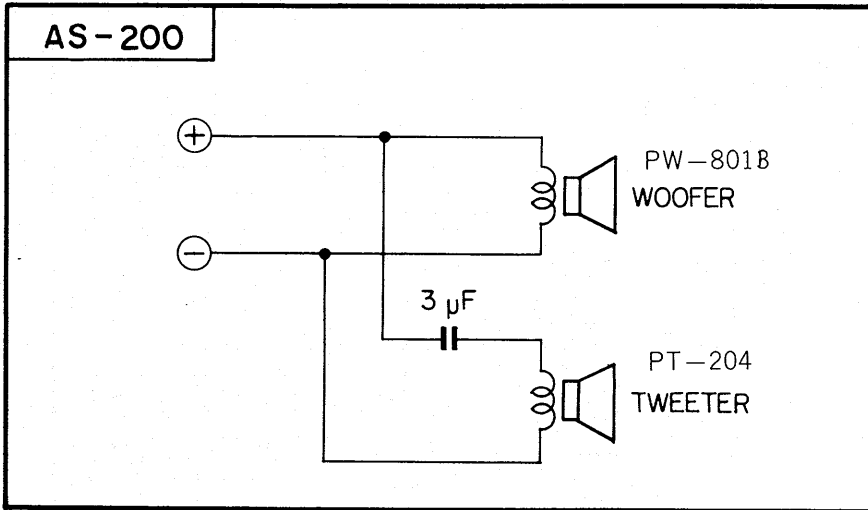 AS-200
+
PW-801B
WOOFER
−
3 µF
PT-204
TWEETER